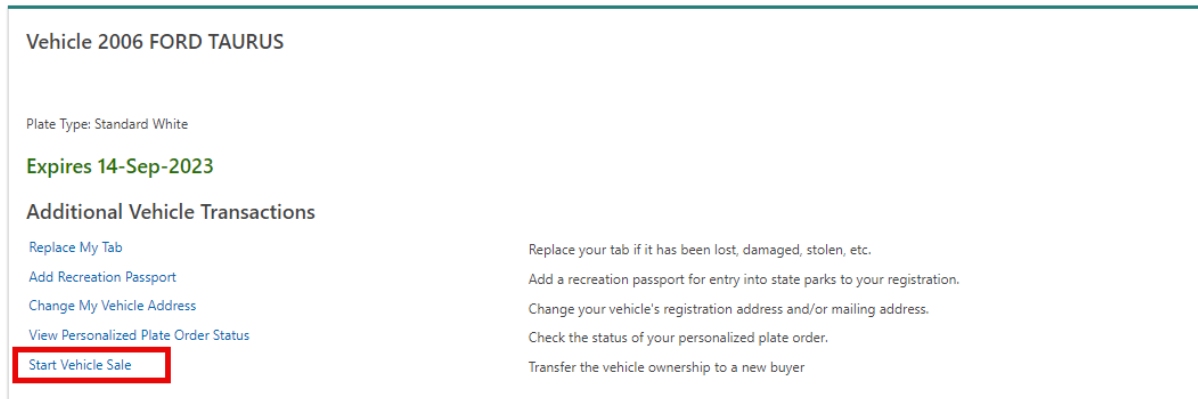 Vehicle 2006 FORD TAURUS
Plate Type: Standard White
Expires 14-Sep-2023
Additional Vehicle Transactions
Replace My Tab Replace your tab if it has been lost, damaged, stolen, etc.
Add Recreation Passport Add a recreation passport for entry into state parks to your registration.
Change My Vehicle Address Change your vehicle's registration address and/or mailing address.
View Personalized Plate Order Status Check the status of your personalized plate order.
Start Vehicle Sale Transfer the vehicle ownership to a new buyer